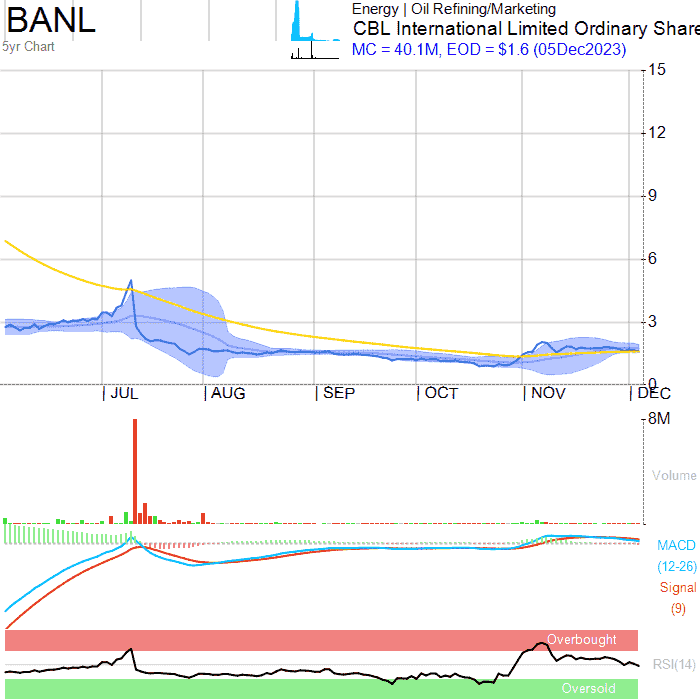 BANL
5yr Chart
Energy | Oil Refining/Marketing
CBL International Limited Ordinary Share
MC = 40.1M, EOD = $1.6 (05Dec2023)
15
12
9
6
3
0
JUL
AUG
SEP
OCT
NOV
DEC
8M
Volume
MACD
(12-26)
Signal
(9)
Overbought
RSI(14)
Oversold